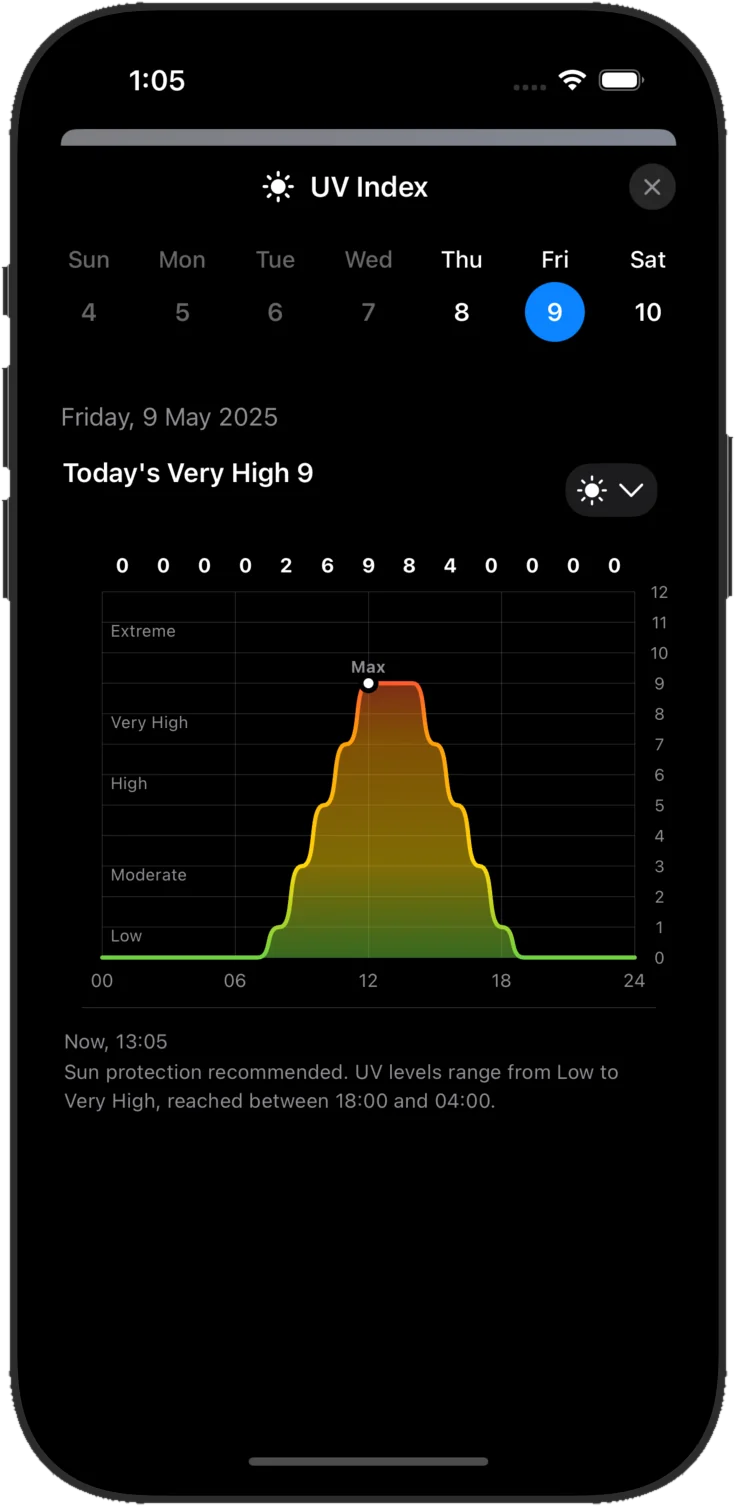 1:05
UV Index
Sun Mon Tue Wed Thu Fri Sat
4 5 6 7 8 9 10
Friday, 9 May 2025
Today's Very High 9
0 0 0 0 2 6 9 8 4 0 0 0 0
12
Extreme 11
10
Max
9
Very High 8
7
High 6
5
4
Moderate 3
2
Low 1
0
00 06 12 18 24
Now, 13:05
Sun protection recommended. UV levels range from Low to
Very High, reached between 18:00 and 04:00.